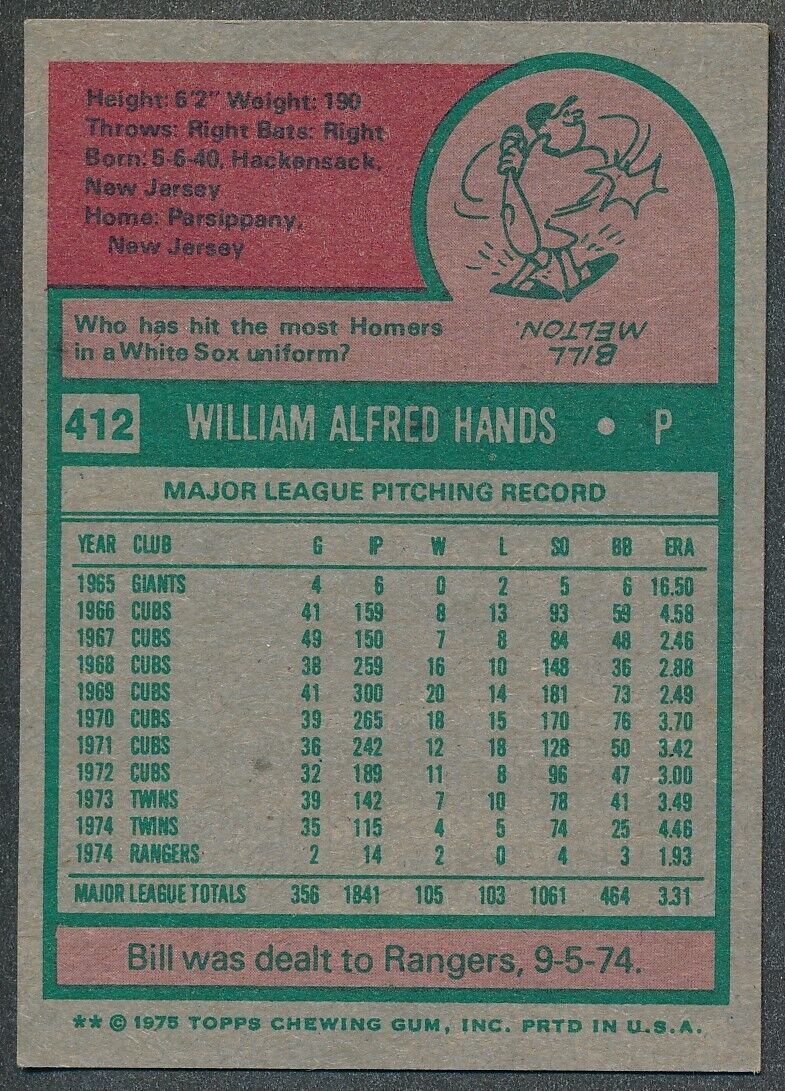 Height: 6'2" Weight: 190
Throws: Right Bats: Right
Born: 5-6-40, Hackensack,
New Jersey
Home: Parsippany,
New Jersey
Who has hit the most Homers
in a White Sox uniform?
BILL
MELTON.
412 WILLIAM ALFRED HANDS • P
MAJOR LEAGUE PITCHING RECORD
YEAR CLUB G IP W L SO BB ERA
1965 GIANTS 4 6 0 2 5 6 16.50
1966 CUBS 41 159 8 13 93 59 4.58
1967 CUBS 49 150 7 8 84 48 2.46
1968 CUBS 38 259 16 10 148 36 2.88
1969 CUBS 41 300 20 14 181 73 2.49
1970 CUBS 39 265 18 15 170 76 3.70
1971 CUBS 36 242 12 18 128 50 3.42
1972 CUBS 32 189 11 8 96 47 3.00
1973 TWINS 39 142 7 10 78 41 3.49
1974 TWINS 35 115 4 5 74 25 4.46
1974 RANGERS 2 14 2 0 4 3 1.93
MAJOR LEAGUE TOTALS 356 1841 105 103 1061 464 3.31
Bill was dealt to Rangers, 9-5-74.
** © 1975 TOPPS CHEWING GUM, INC. PRTD IN U.S.A.